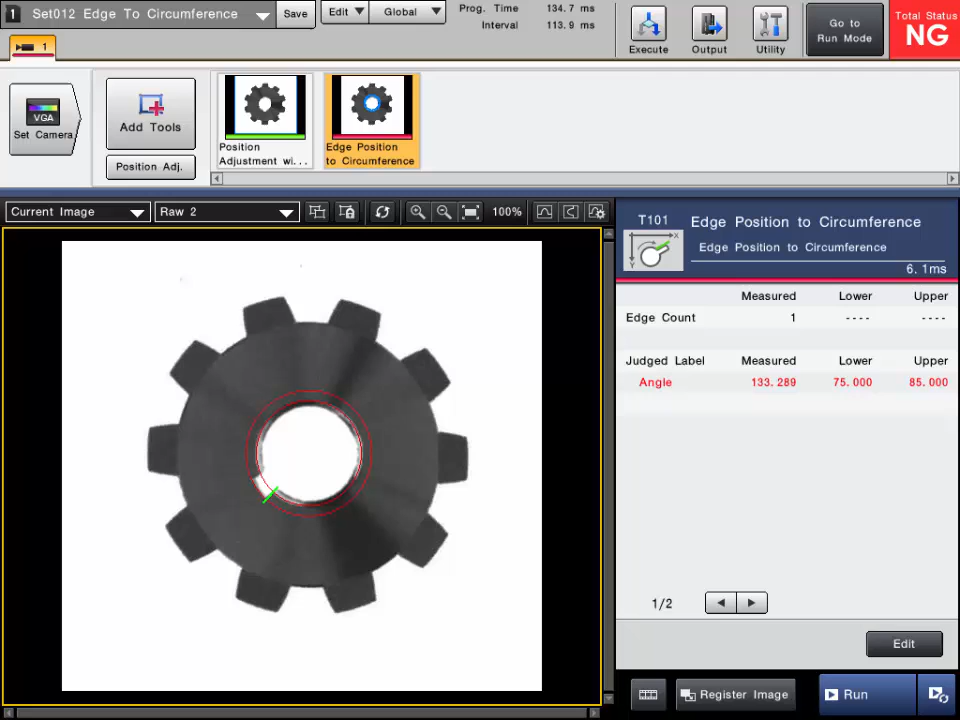 1 Set012 Edge To Circumference Save Edit Global
Prog. Time 134.7 ms
Interval 113.9 ms
Execute Output Utility
Go to
Run Mode
Total Status
NG
1
VGA
Set Camera
Add Tools
Position Adj.
Position
Adjustment wi...
Edge Position
to Circumference
Current Image Raw 2 100%
T101 Edge Position to Circumference
Edge Position to Circumference
X
Y
6.1ms
Measured Lower Upper
Edge Count 1 ---- ----
Judged Label Measured Lower Upper
Angle 133.289 75.000 85.000
1/2
Edit
Register Image Run